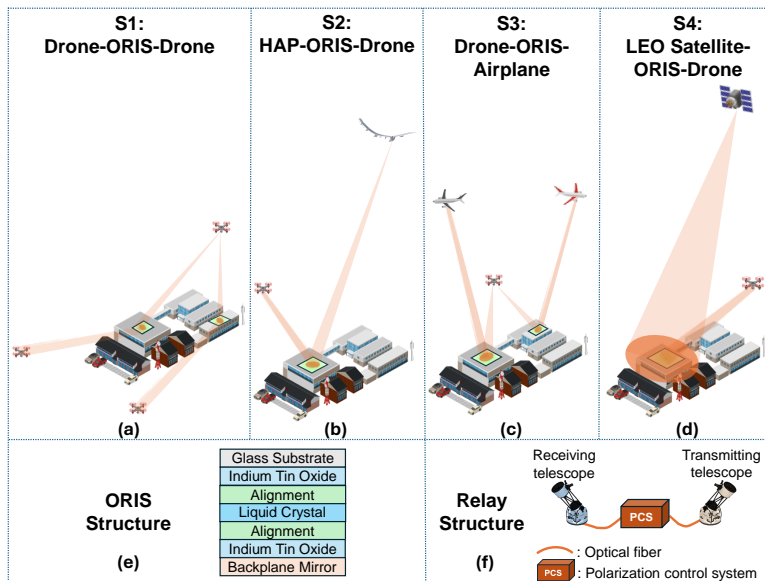 S1:
Drone-ORIS-Drone
S2:
HAP-ORIS-Drone
S3:
Drone-ORIS-
Airplane
S4:
LEO Satellite-
ORIS-Drone
(a)
(b)
(c)
(d)
ORIS
Structure
(e)
Glass Substrate
Indium Tin Oxide
Alignment
Liquid Crystal
Alignment
Indium Tin Oxide
Backplane Mirror
Relay
Structure
(f)
Receiving
telescope
Transmitting
telescope
PCS
: Optical fiber
PCS : Polarization control system